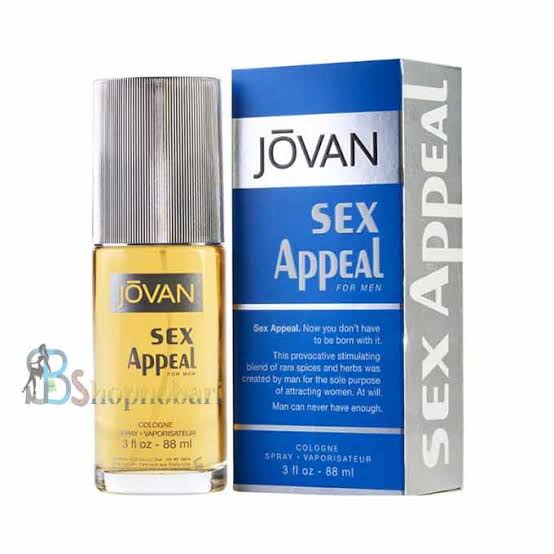 JŌVAN
SEX
APPEAL
FOR MEN
COLOGNE
SPRAY • VAPORISATEUR
3 fl oz - 88 ml
BShopnobari
JŌVAN
SEX
APPEAL
FOR MEN
Sex Appeal. Now you don't have
to be born with it.
This provocative stimulating
blend of rare spices and herbs was
created by man for the sole purpose
of attracting women. At will.
Man can never have enough.
COLOGNE
SPRAY • VAPORISATEUR
3 fl oz - 88 ml
SEX APPEAL